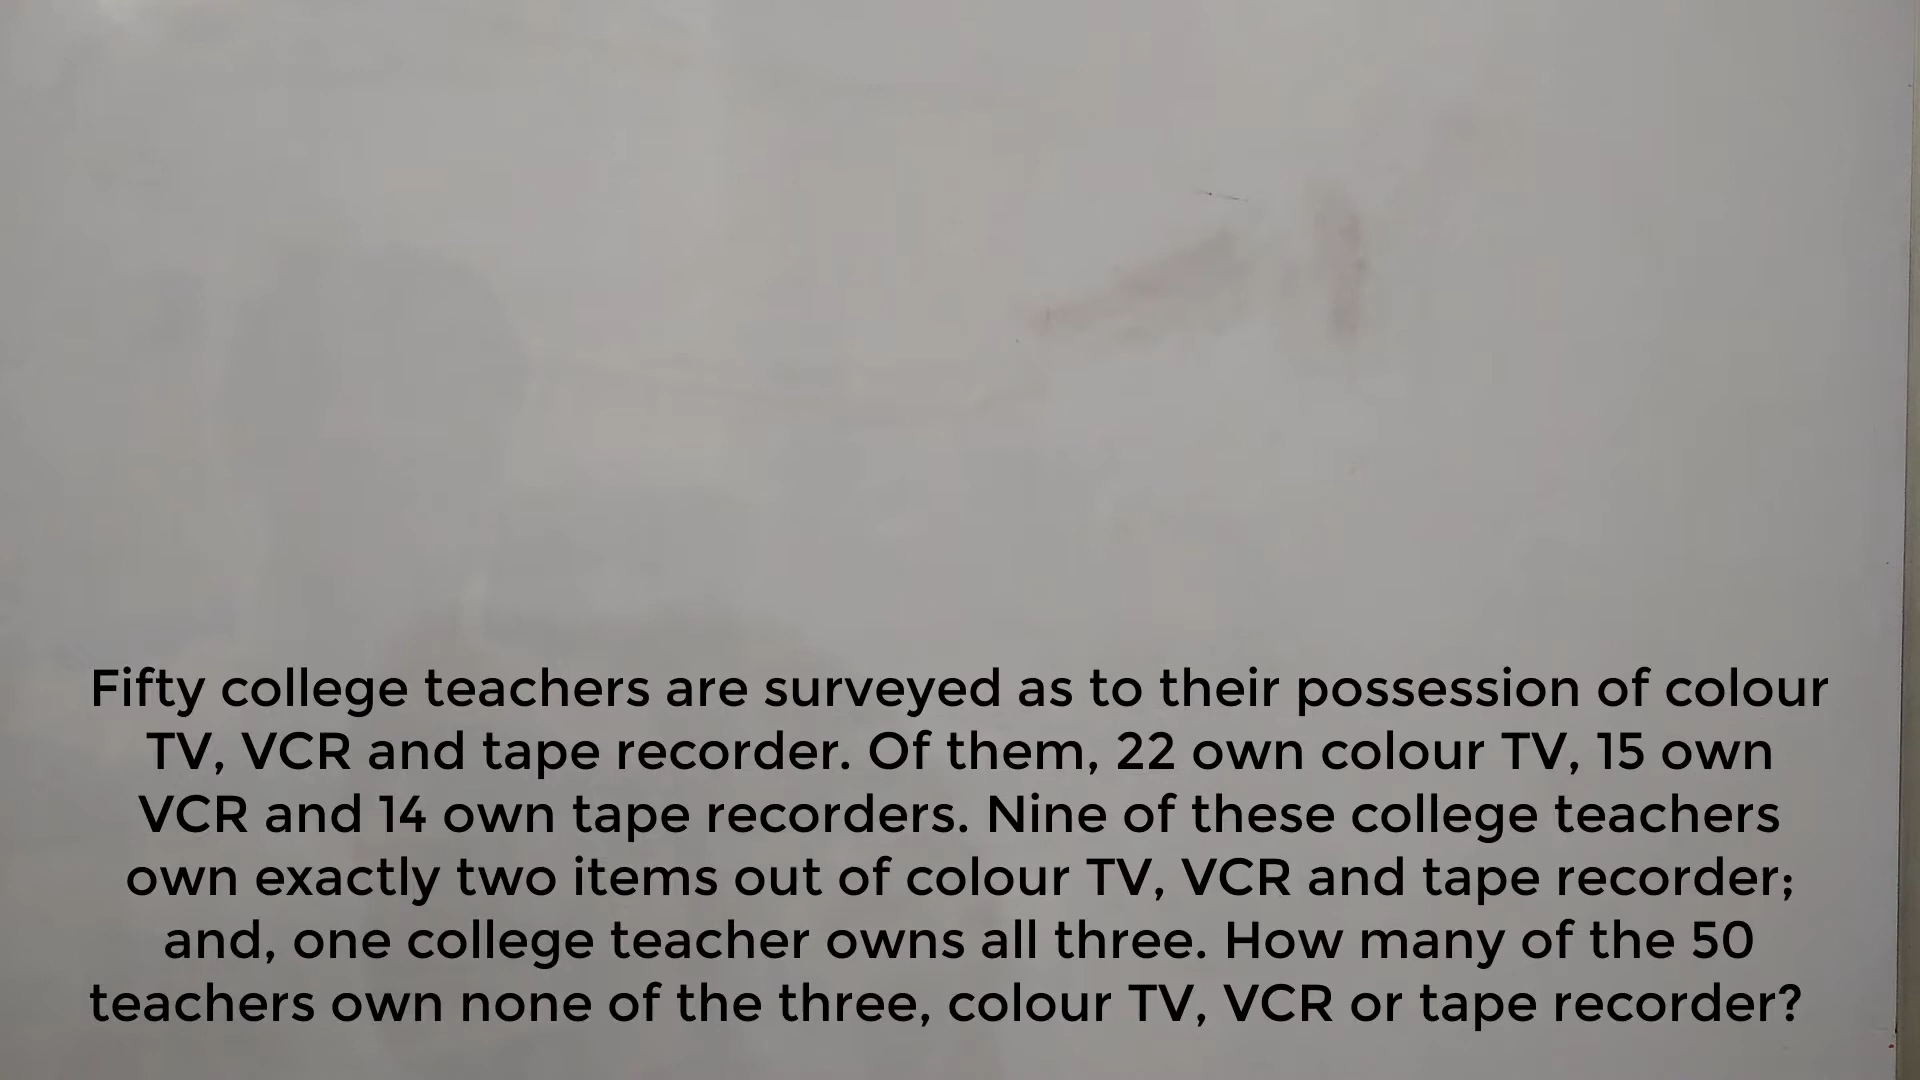 Fifty college teachers are surveyed as to their possession of colour
TV, VCR and tape recorder. Of them, 22 own colour TV, 15 own
VCR and 14 own tape recorders. Nine of these college teachers
own exactly two items out of colour TV, VCR and tape recorder;
and, one college teacher owns all three. How many of the 50
teachers own none of the three, colour TV, VCR or tape recorder?